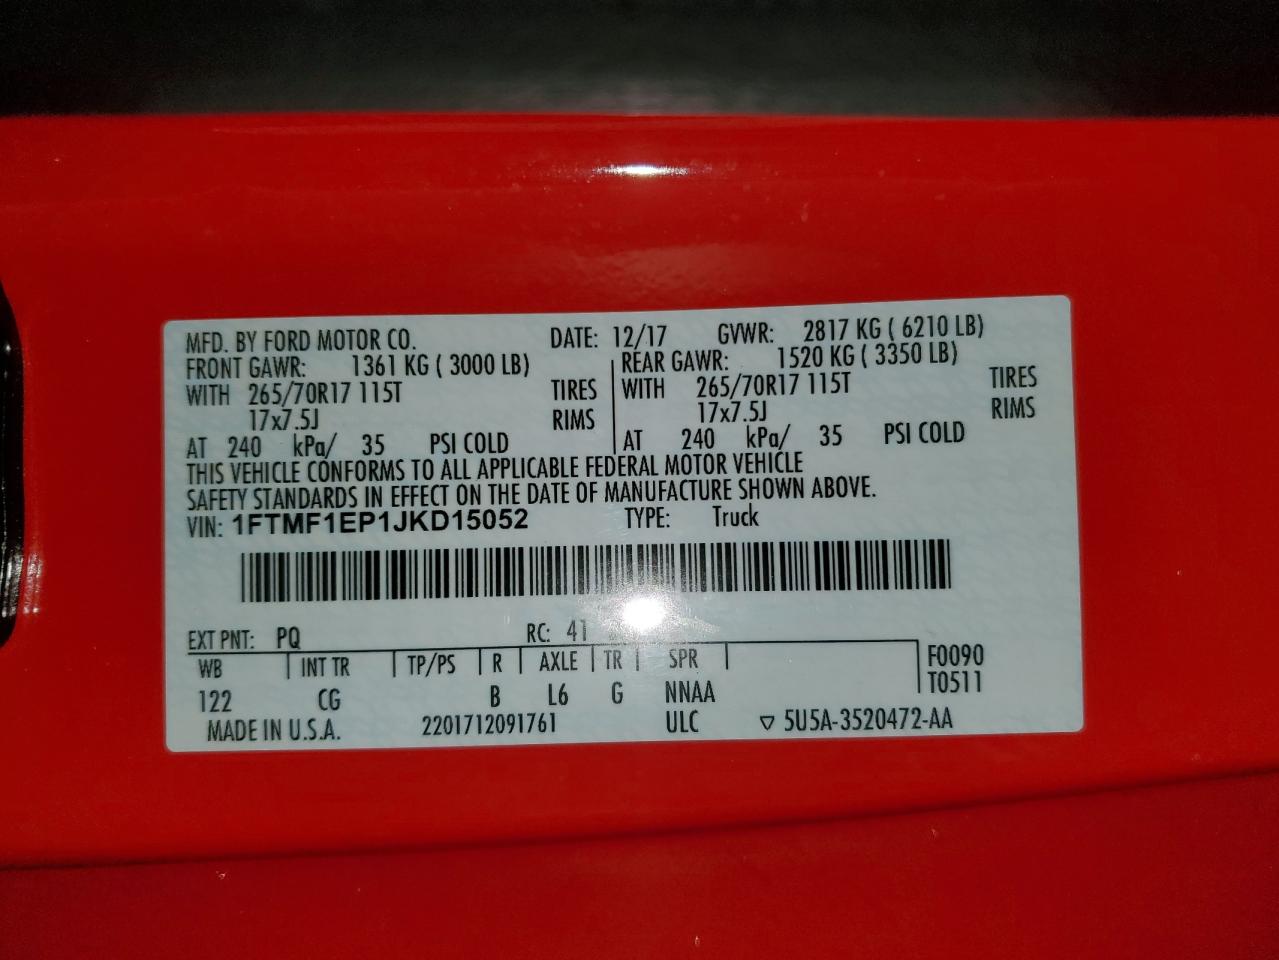 MFD. BY FORD MOTOR CO. DATE: 12/17 GVWR: 2817 KG ( 6210 LB)
FRONT GAWR: 1361 KG ( 3000 LB) REAR GAWR: 1520 KG ( 3350 LB)
WITH 265/70R17 115T TIRES WITH 265/70R17 115T TIRES
17x7.5J RIMS 17x7.5J RIMS
AT 240 kPa/ 35 PSI COLD AT 240 kPa/ 35 PSI COLD
THIS VEHICLE CONFORMS TO ALL APPLICABLE FEDERAL MOTOR VEHICLE
SAFETY STANDARDS IN EFFECT ON THE DATE OF MANUFACTURE SHOWN ABOVE.
VIN: 1FTMF1EP1JKD15052 TYPE: Truck
EXT PNT: PQ RC: 41
WB INT TR TP/PS R AXLE TR SPR F0090
122 CG B L6 G NNAA T0511
MADE IN U.S.A. 2201712091761 ULC ▽ 5U5A-3520472-AA